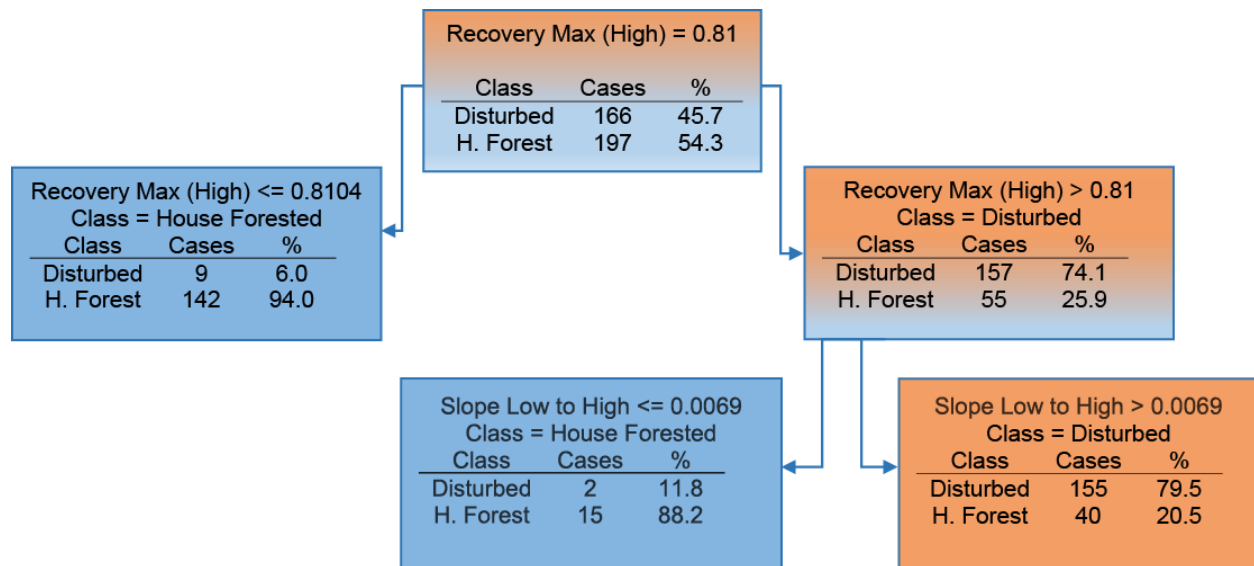 Recovery Max (High) = 0.81
Class Cases %
Disturbed 166 45.7
H. Forest 197 54.3
Recovery Max (High) <= 0.8104
Class = House Forested
Class Cases %
Disturbed 9 6.0
H. Forest 142 94.0
Recovery Max (High) > 0.81
Class = Disturbed
Class Cases %
Disturbed 157 74.1
H. Forest 55 25.9
Slope Low to High <= 0.0069
Class = House Forested
Class Cases %
Disturbed 2 11.8
H. Forest 15 88.2
Slope Low to High > 0.0069
Class = Disturbed
Class Cases %
Disturbed 155 79.5
H. Forest 40 20.5